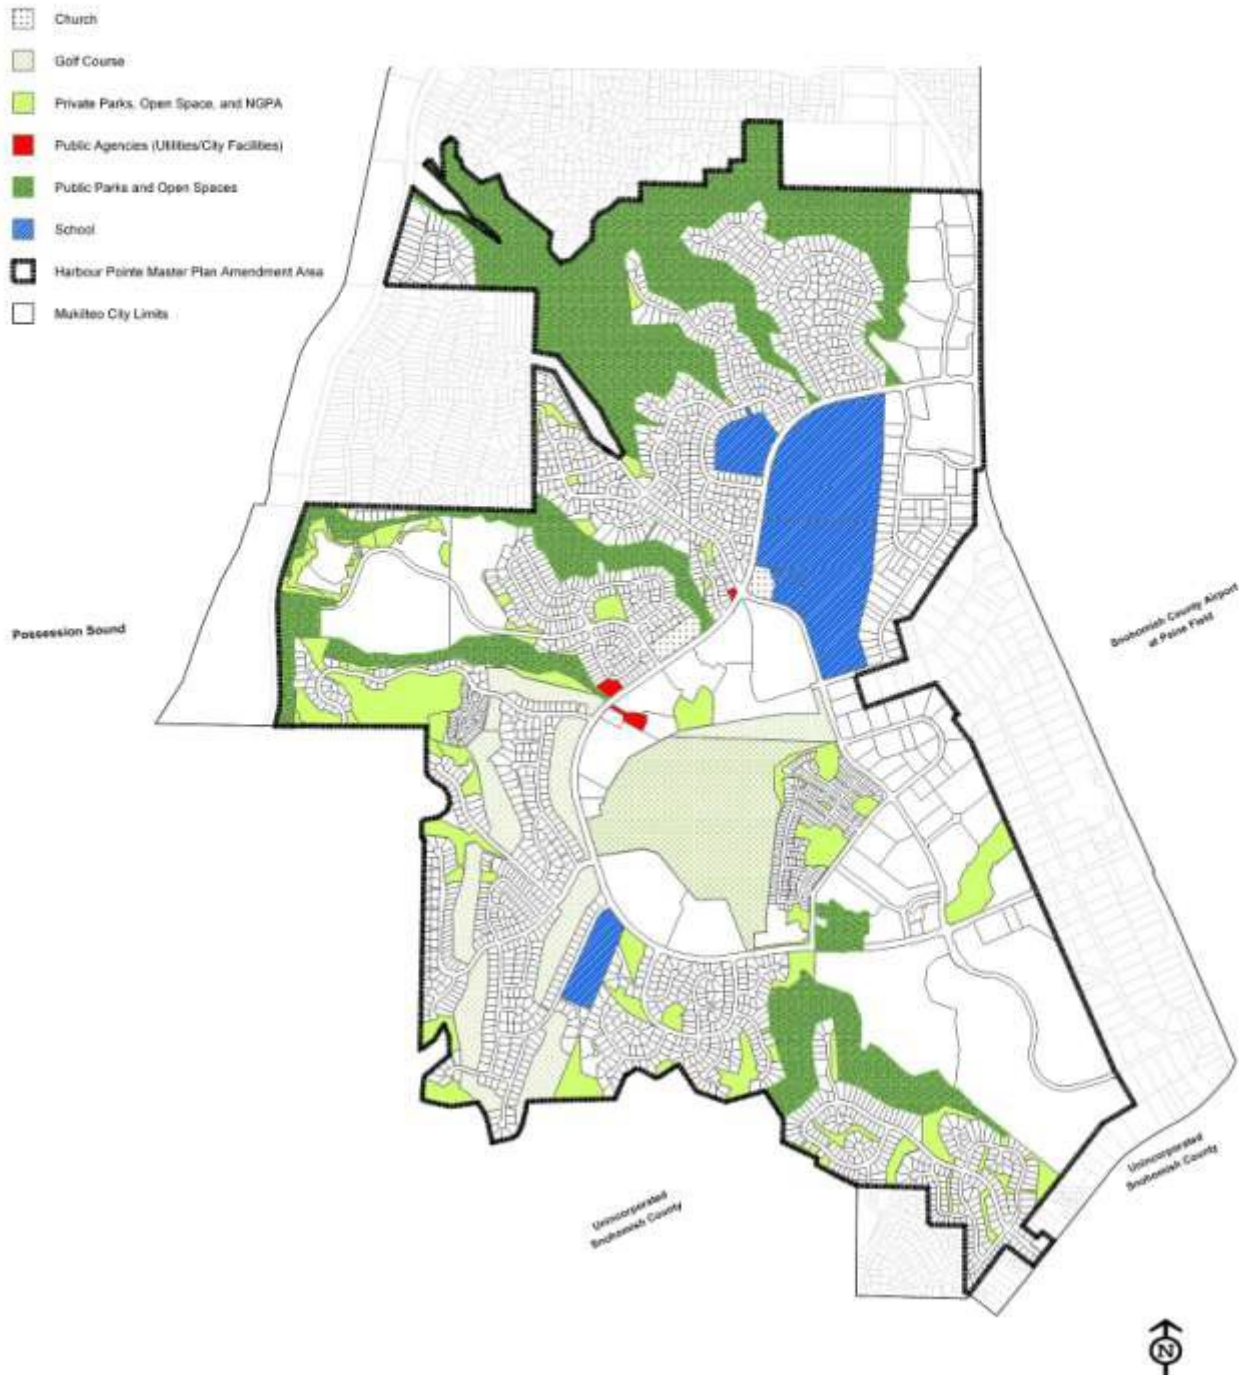 Church
Golf Course
Private Parks, Open Space, and NGPA
Public Agencies (Utilities/City Facilities)
Public Parks and Open Spaces
School
Harbour Pointe Master Plan Amendment Area
Mukilteo City Limits
Possession Sound
Snohomish County Airport
at Paine Field
Unincorporated
Snohomish County
Unincorporated
Snohomish County
N